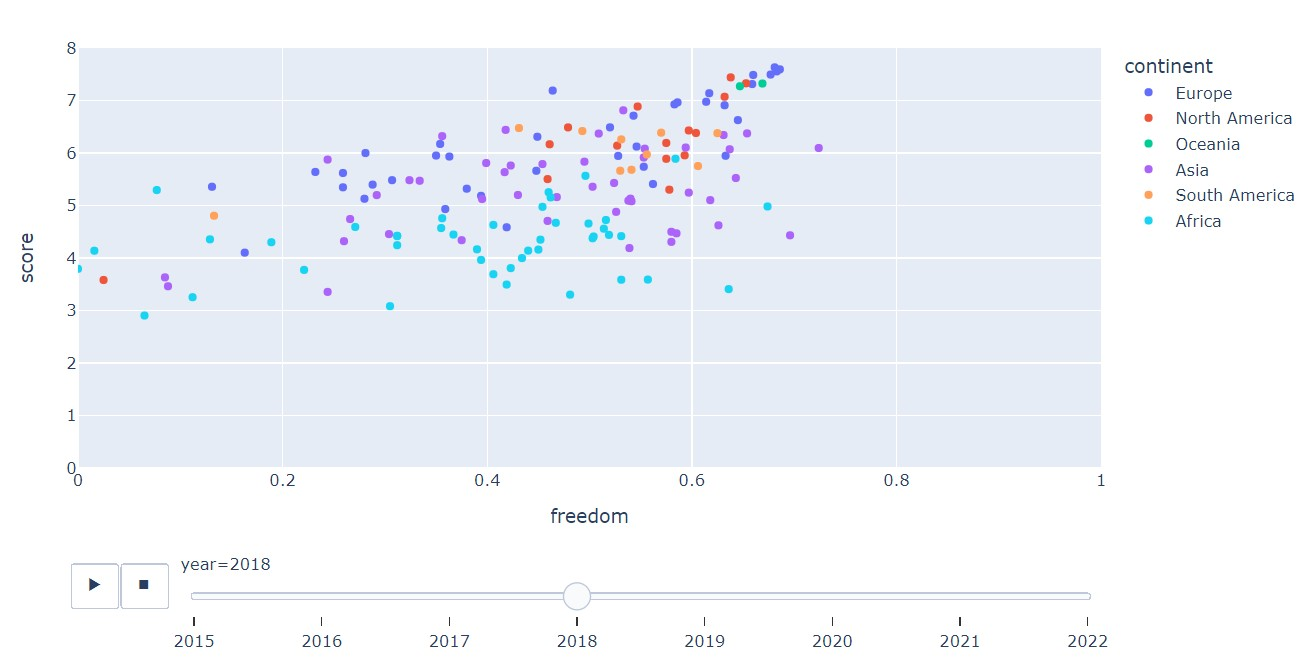 continent
Europe
North America
Oceania
Asia
South America
Africa
score
8
7
6
5
4
3
2
1
0
0
0.2
0.4
0.6
0.8
1
freedom
year=2018
2015
2016
2017
2018
2019
2020
2021
2022